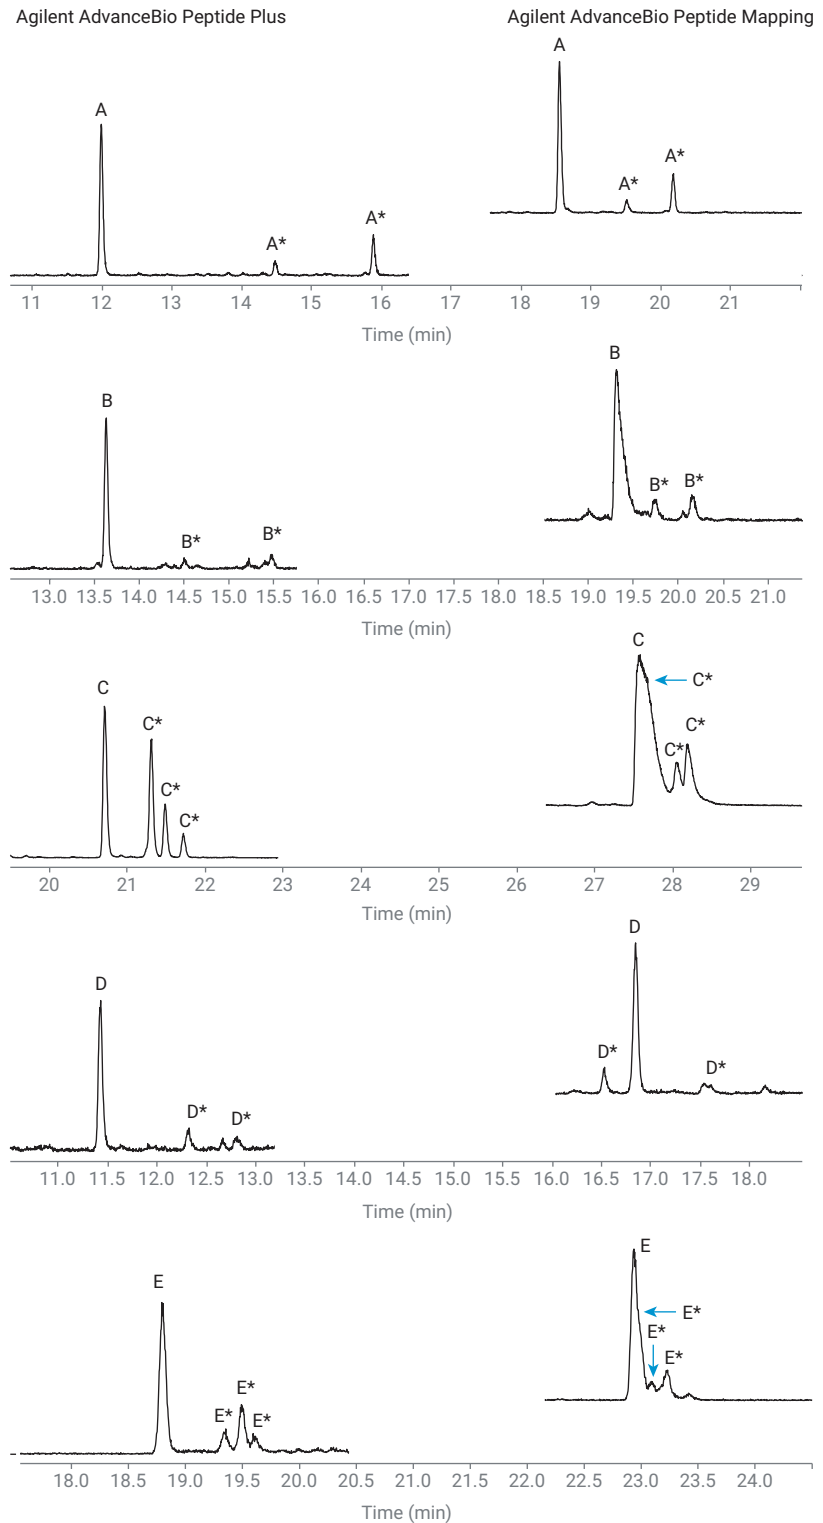 Agilent AdvanceBio Peptide Plus
Agilent AdvanceBio Peptide Mapping
A
A*
A*
A
A*
A*
11 12 13 14 15 16 17 18 19 20 21
Time (min)
B
B*
B*
B
B*
B*
13.0 13.5 14.0 14.5 15.0 15.5 16.0 16.5 17.0 17.5 18.0 18.5 19.0 19.5 20.0 20.5 21.0
Time (min)
C
C*
C*
C*
C
C*
C*
C*
20 21 22 23 24 25 26 27 28 29
Time (min)
D
D*
D*
D*
D
D*
11.0 11.5 12.0 12.5 13.0 13.5 14.0 14.5 15.0 15.5 16.0 16.5 17.0 17.5 18.0
Time (min)
E
E*
E*
E*
E
E*
E*
E*
18.0 18.5 19.0 19.5 20.0 20.5 21.0 21.5 22.0 22.5 23.0 23.5 24.0
Time (min)